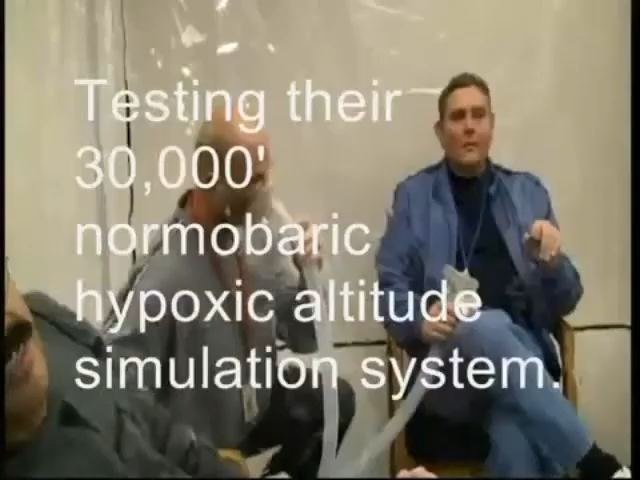 Testing their
30,000'
normobaric
hypoxic altitude
simulation system.